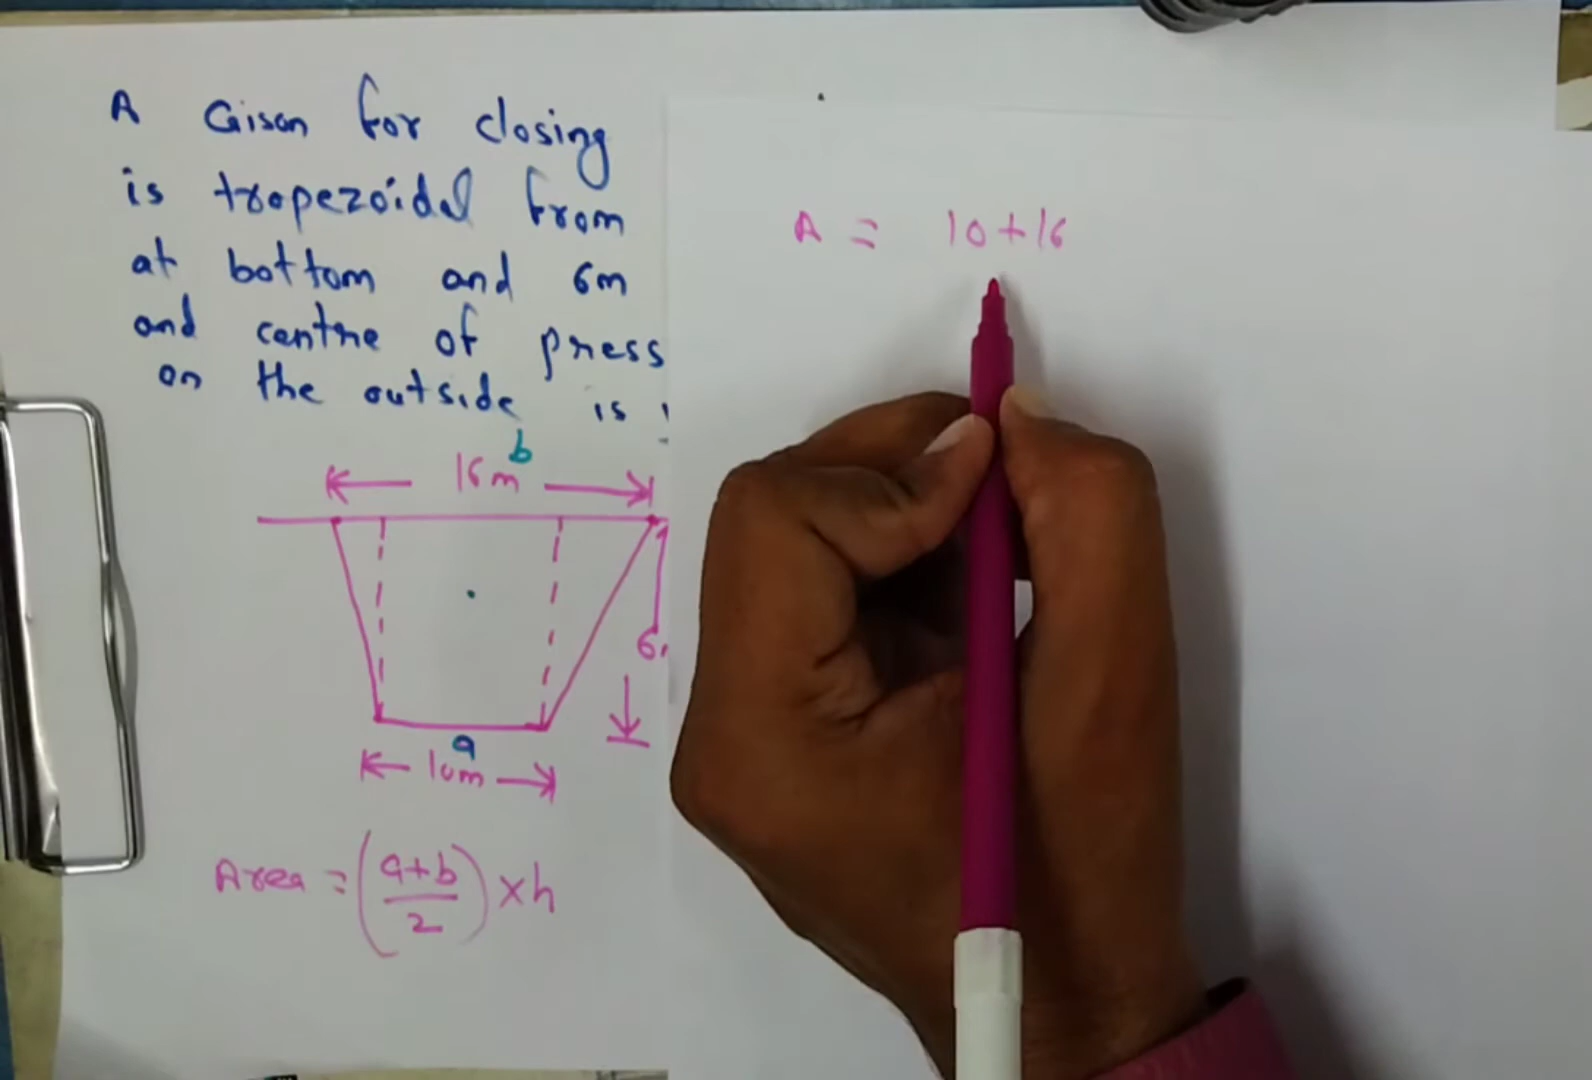 A Caison for closing
is tropezoidal from
at bottom and 6m
and centre of press
on the outside is
16m b
6
a
10m
Area = (a+b/2) × h
A = 10+16